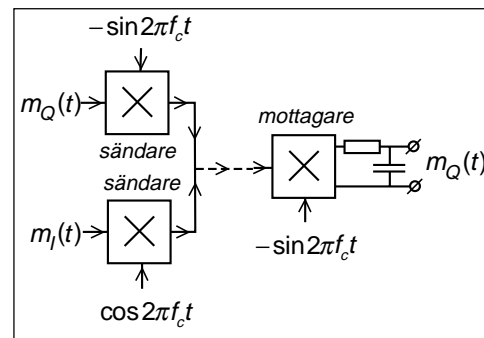 −sin2πf_ct
m_Q(t)
sändare
sändare
m_I(t)
cos2πf_ct
mottagare
m_Q(t)
−sin2πf_ct